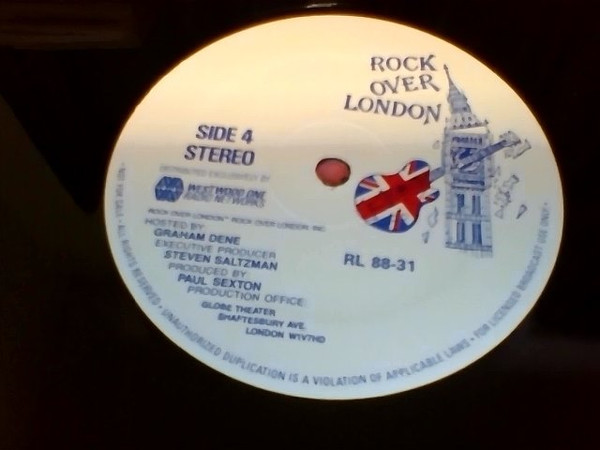 ROCK
OVER
LONDON
SIDE 4
STEREO
DISTRIBUTED EXCLUSIVELY BY
WESTWOOD ONE
RADIO NETWORKS
ROCK OVER LONDON™ ROCK OVER LONDON, INC.
HOSTED BY:
GRAHAM DENE
EXECUTIVE PRODUCER
STEVEN SALTZMAN
PRODUCED BY:
PAUL SEXTON
PRODUCTION OFFICE:
GLOBE THEATER
SHAFTESBURY AVE.
LONDON W1V7HD
RL 88-31
• NOT FOR SALE • ALL RIGHTS RESERVED • UNAUTHORIZED DUPLICATION IS A VIOLATION OF APPLICABLE LAWS • FOR LICENSED BROADCAST USE ONLY •